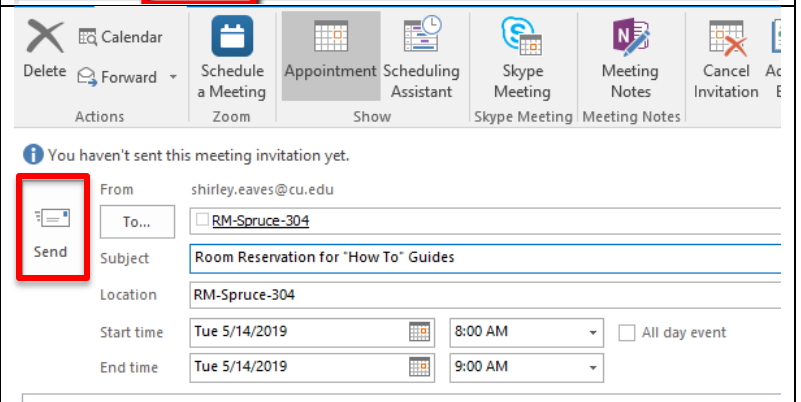 Calendar
Delete
Forward
Schedule
a Meeting
Appointment
Scheduling
Assistant
Skype
Meeting
Meeting
Notes
Cancel
Invitation
Actions
Zoom
Show
Skype Meeting
Meeting Notes
You haven't sent this meeting invitation yet.
From shirley.eaves@cu.edu
To... RM-Spruce-304
Send
Subject Room Reservation for "How To" Guides
Location RM-Spruce-304
Start time Tue 5/14/2019 8:00 AM All day event
End time Tue 5/14/2019 9:00 AM